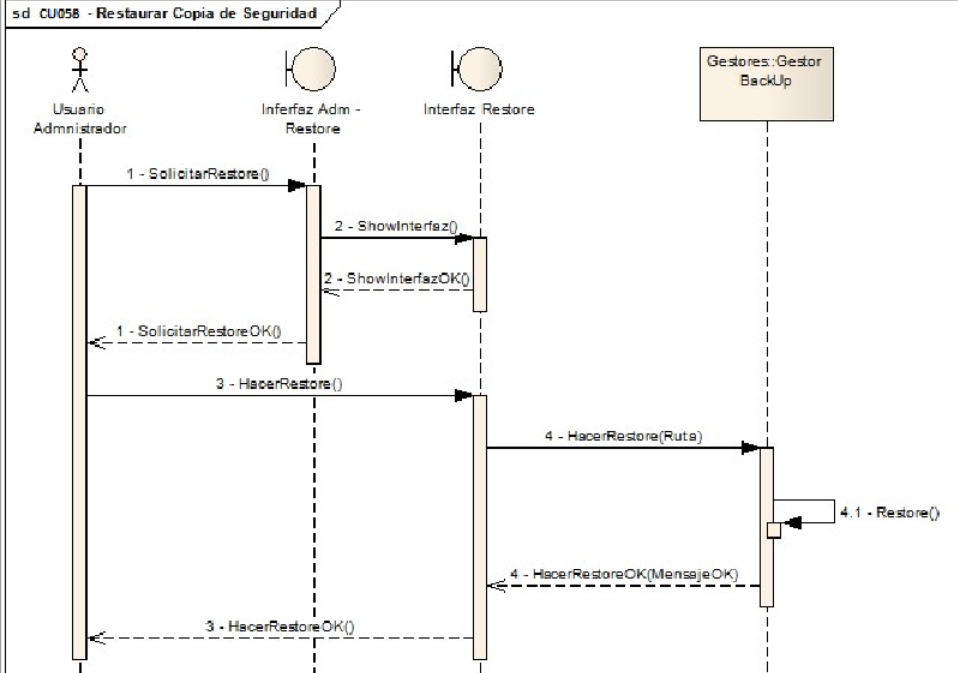 sd CU058 - Restaurar Copia de Seguridad
Usuario
Admnistrador
Inferfaz Adm -
Restore
Interfaz Restore
Gestores::Gestor
BackUp
1 - SolicitarRestore()
2 - ShowInterfaz()
2 - ShowInterfazOK()
1 - SolicitarRestoreOK()
3 - HacerRestore()
4 - HacerRestore(Ruta)
4.1 - Restore()
4 - HacerRestoreOK(MensajeOK)
3 - HacerRestoreOK()